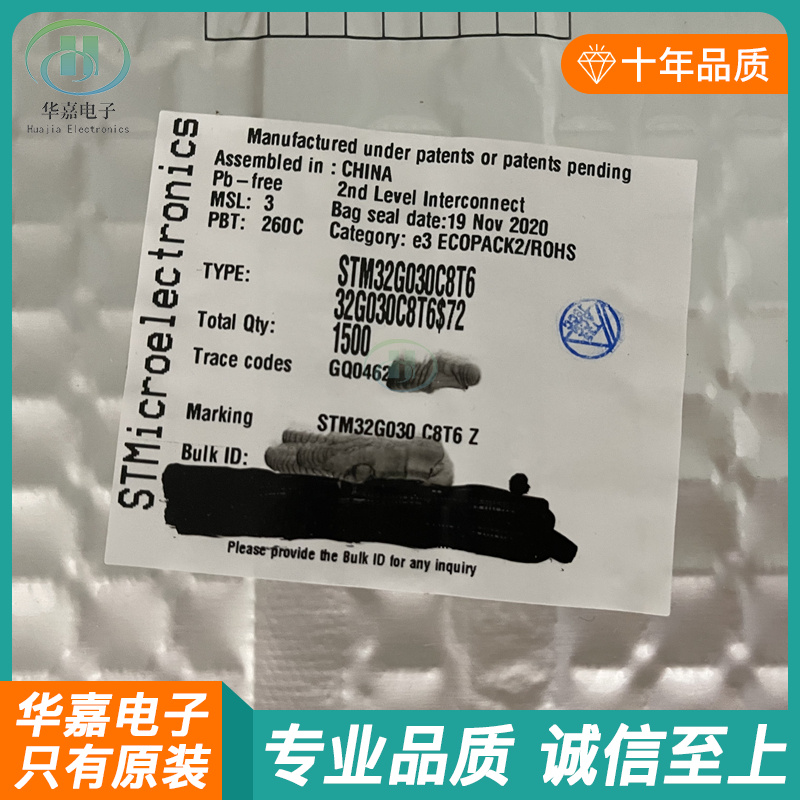 华嘉电子
Huajia Electronics
十年品质
STMicroelectronics
Manufactured under patents or patents pending
Assembled in : CHINA
Pb-free 2nd Level Interconnect
MSL: 3 Bag seal date:19 Nov 2020
PBT: 260C Category: e3 ECOPACK2/ROHS
TYPE: STM32G030C8T6
32G030C8T6$72
Total Qty: 1500
Trace codes GQ0462
Marking STM32G030 C8T6 Z
Bulk ID:
Please provide the Bulk ID for any inquiry
华嘉电子
只有原装
专业品质 诚信至上